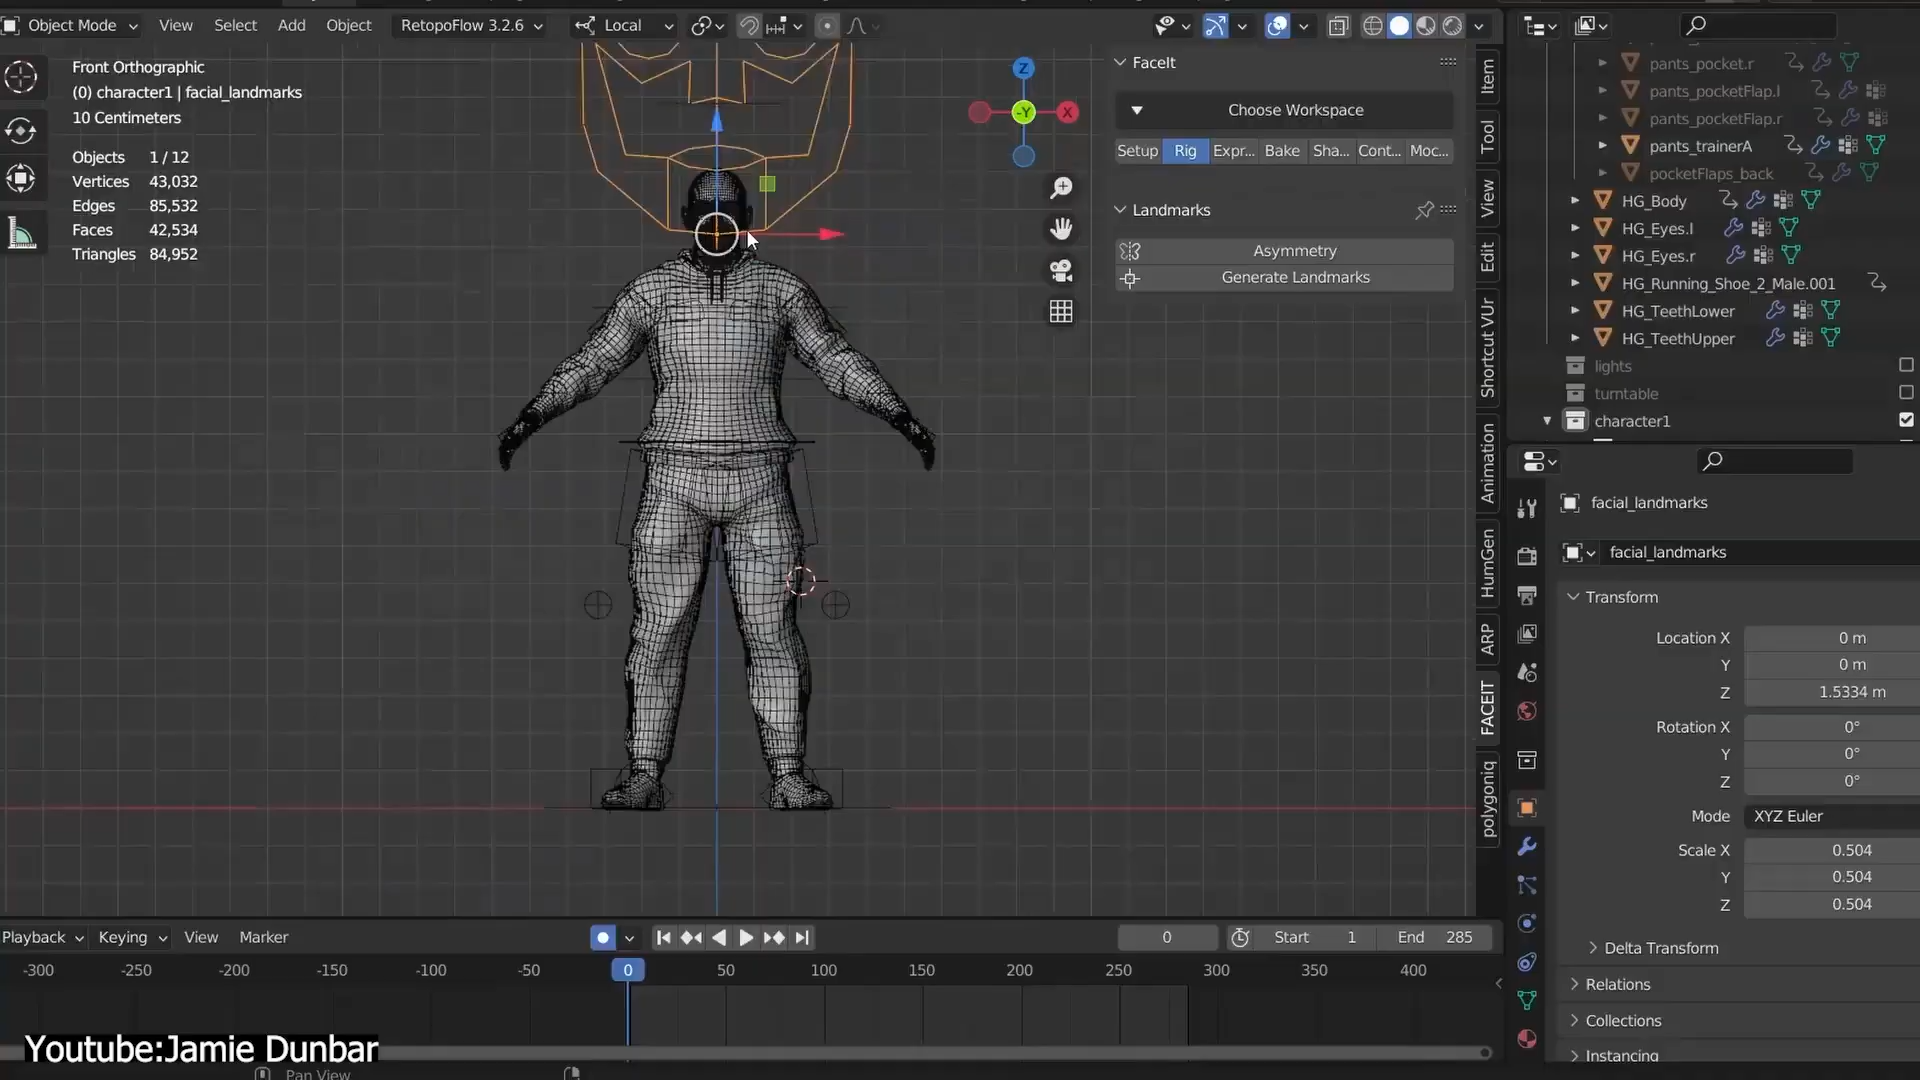 Object Mode View Select Add Object RetopoFlow 3.2.6 Local
Front Orthographic
(0) character1 | facial_landmarks
10 Centimeters
Objects 1 / 12
Vertices 43,032
Edges 85,532
Faces 42,534
Triangles 84,952
Z
-Y
X
FaceIt
Choose Workspace
Setup Rig Expr... Bake Sha... Cont... Moc...
Landmarks
Asymmetry
Generate Landmarks
Item
Tool
View
Edit
Shortcut VUr
Animation
HumGen
ARP
FACEIT
polygoniq
pants_pocket.r
pants_pocketFlap.l
pants_pocketFlap.r
pants_trainerA
pocketFlaps_back
HG_Body
HG_Eyes.l
HG_Eyes.r
HG_Running_Shoe_2_Male.001
HG_TeethLower
HG_TeethUpper
lights
turntable
character1
facial_landmarks
facial_landmarks
Transform
Location X 0 m
Y 0 m
Z 1.5334 m
Rotation X 0°
Y 0°
Z 0°
Mode XYZ Euler
Scale X 0.504
Y 0.504
Z 0.504
Delta Transform
Relations
Collections
Instancing
Playback Keying View Marker 0 Start 1 End 285
-300 -250 -200 -150 -100 -50 0 50 100 150 200 250 300 350 400
Youtube:Jamie Dunbar
Pan View